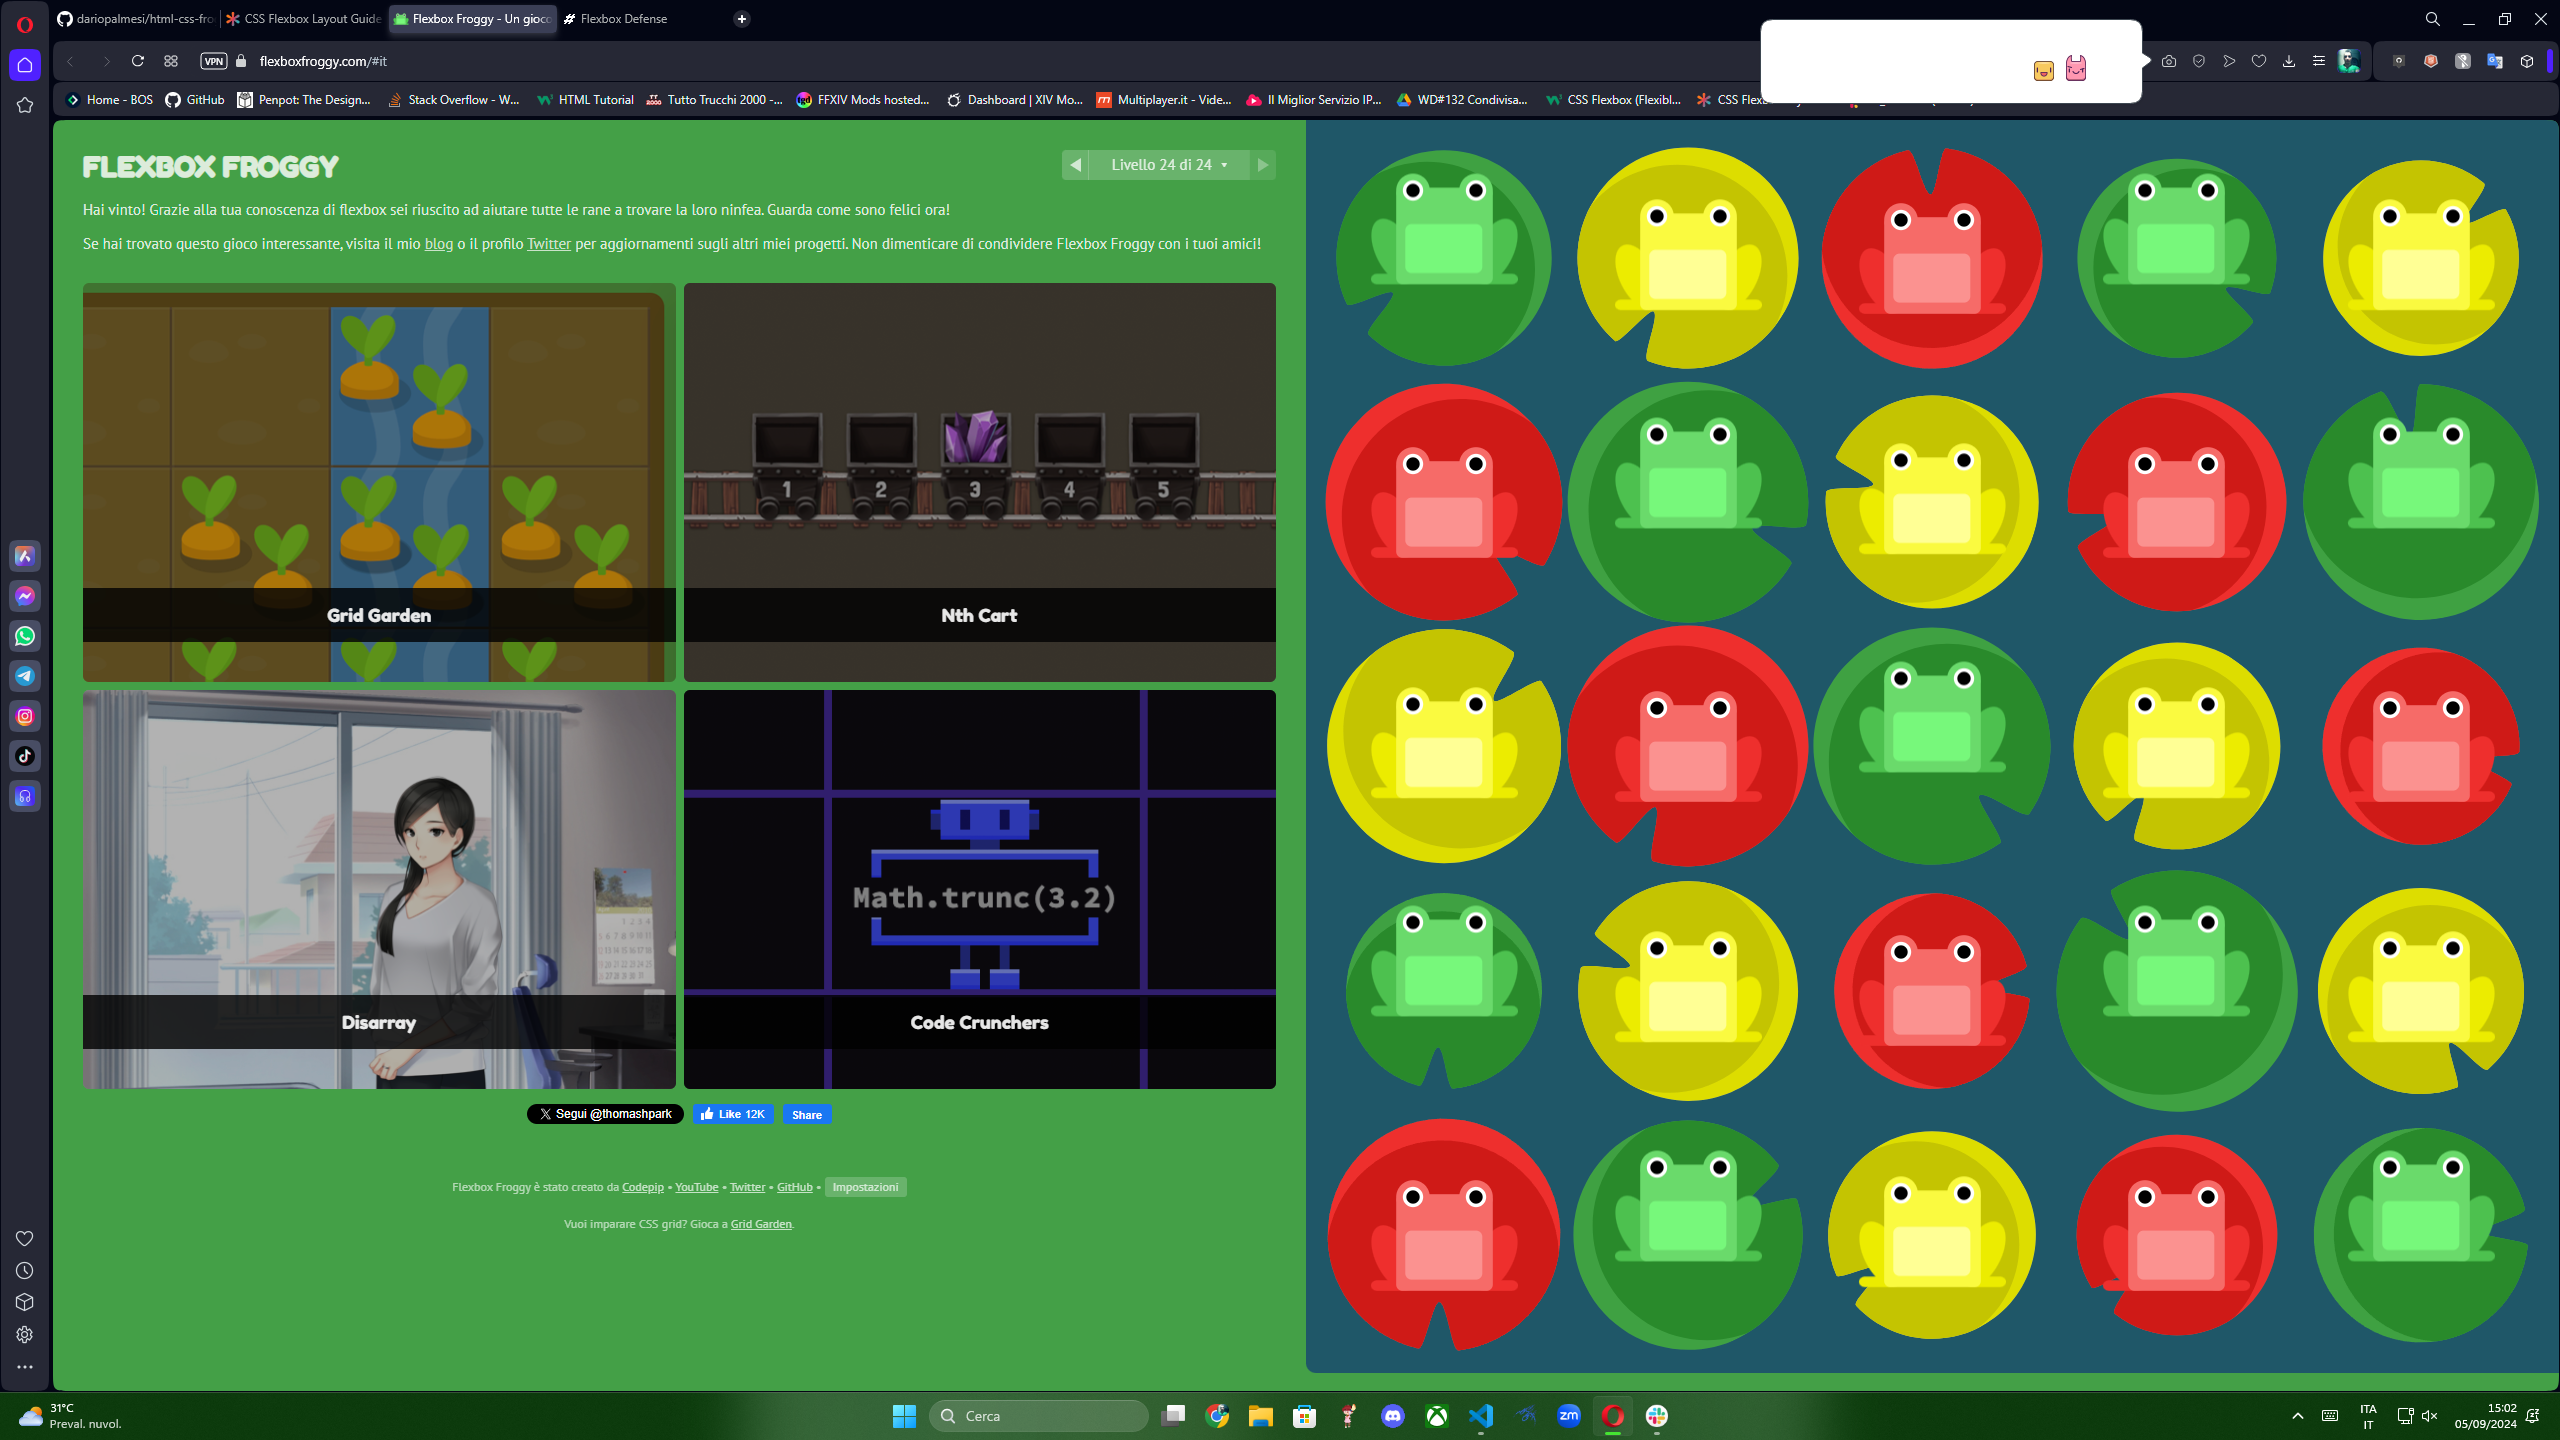 dariopalmesi/html-css-fro
CSS Flexbox Layout Guide
Flexbox Froggy - Un gioco
Flexbox Defense
VPN
flexboxfroggy.com/#it
Home - BOS
GitHub
Penpot: The Design...
Stack Overflow - W...
HTML Tutorial
Tutto Trucchi 2000 -...
FFXIV Mods hosted...
Dashboard | XIV Mo...
Multiplayer.it - Vide...
Il Miglior Servizio IP...
WD#132 Condivisa...
CSS Flexbox (Flexibl...
FLEXBOX FROGGY
Livello 24 di 24
Hai vinto! Grazie alla tua conoscenza di flexbox sei riuscito ad aiutare tutte le rane a trovare la loro ninfea. Guarda come sono felici ora!
Se hai trovato questo gioco interessante, visita il mio blog o il profilo Twitter per aggiornamenti sugli altri miei progetti. Non dimenticare di condividere Flexbox Froggy con i tuoi amici!
1 2 3 4 5
Grid Garden
Nth Cart
Math.trunc(3.2)
Disarray
Code Crunchers
Segui @thomashpark
Like 12K
Share
Flexbox Froggy è stato creato da Codepip • YouTube • Twitter • GitHub • Impostazioni
Vuoi imparare CSS grid? Gioca a Grid Garden.
31°C
Preval. nuvol.
Cerca
zm
ITA
IT
15:02
05/09/2024